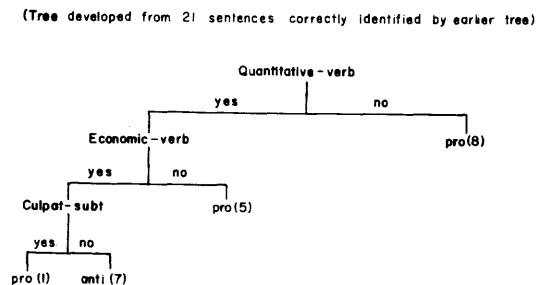 (Tree developed from 21 sentences correctly identified by earlier tree)
Quantitative-verb
yes no
Economic-verb pro(8)
yes no
Culpat-subt pro(5)
yes no
pro(1) anti(7)